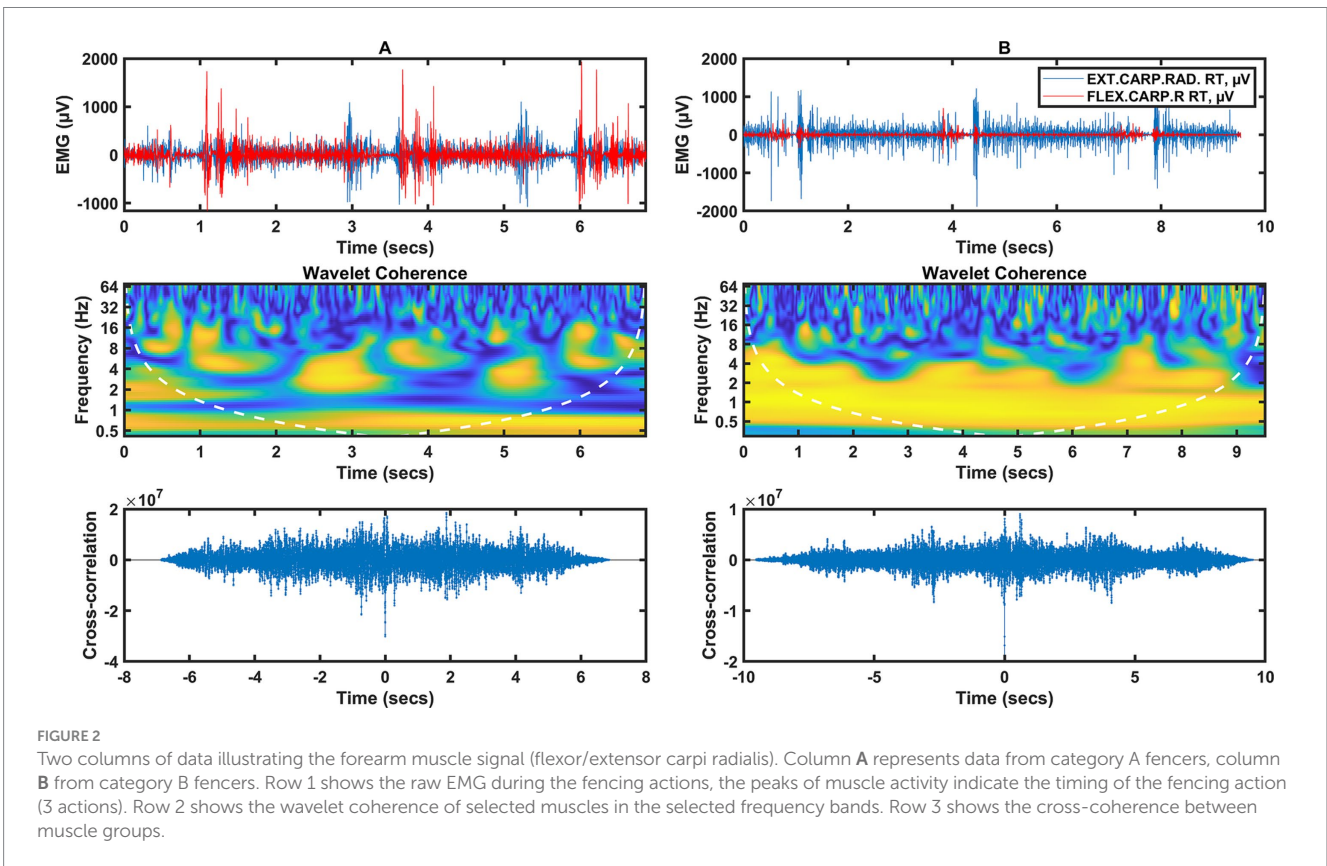 A
2000
1000
0
-1000
EMG (µV)
0 1 2 3 4 5 6
Time (secs)
B
2000
1000
0
-1000
-2000
EMG (µV)
EXT.CARP.RAD. RT, µV
FLEX.CARP.R RT, µV
0 2 4 6 8 10
Time (secs)
Wavelet Coherence
64
32
16
8
4
2
1
0.5
Frequency (Hz)
0 1 2 3 4 5 6
Time (secs)
Wavelet Coherence
64
32
16
8
4
2
1
0.5
Frequency (Hz)
0 1 2 3 4 5 6 7 8 9
Time (secs)
×10⁷
2
0
-2
-4
Cross-correlation
-8 -6 -4 -2 0 2 4 6 8
Time (secs)
×10⁷
1
0
-1
-2
Cross-correlation
-10 -5 0 5 10
Time (secs)
FIGURE 2
Two columns of data illustrating the forearm muscle signal (flexor/extensor carpi radialis). Column A represents data from category A fencers, column
B from category B fencers. Row 1 shows the raw EMG during the fencing actions, the peaks of muscle activity indicate the timing of the fencing action
(3 actions). Row 2 shows the wavelet coherence of selected muscles in the selected frequency bands. Row 3 shows the cross-coherence between
muscle groups.